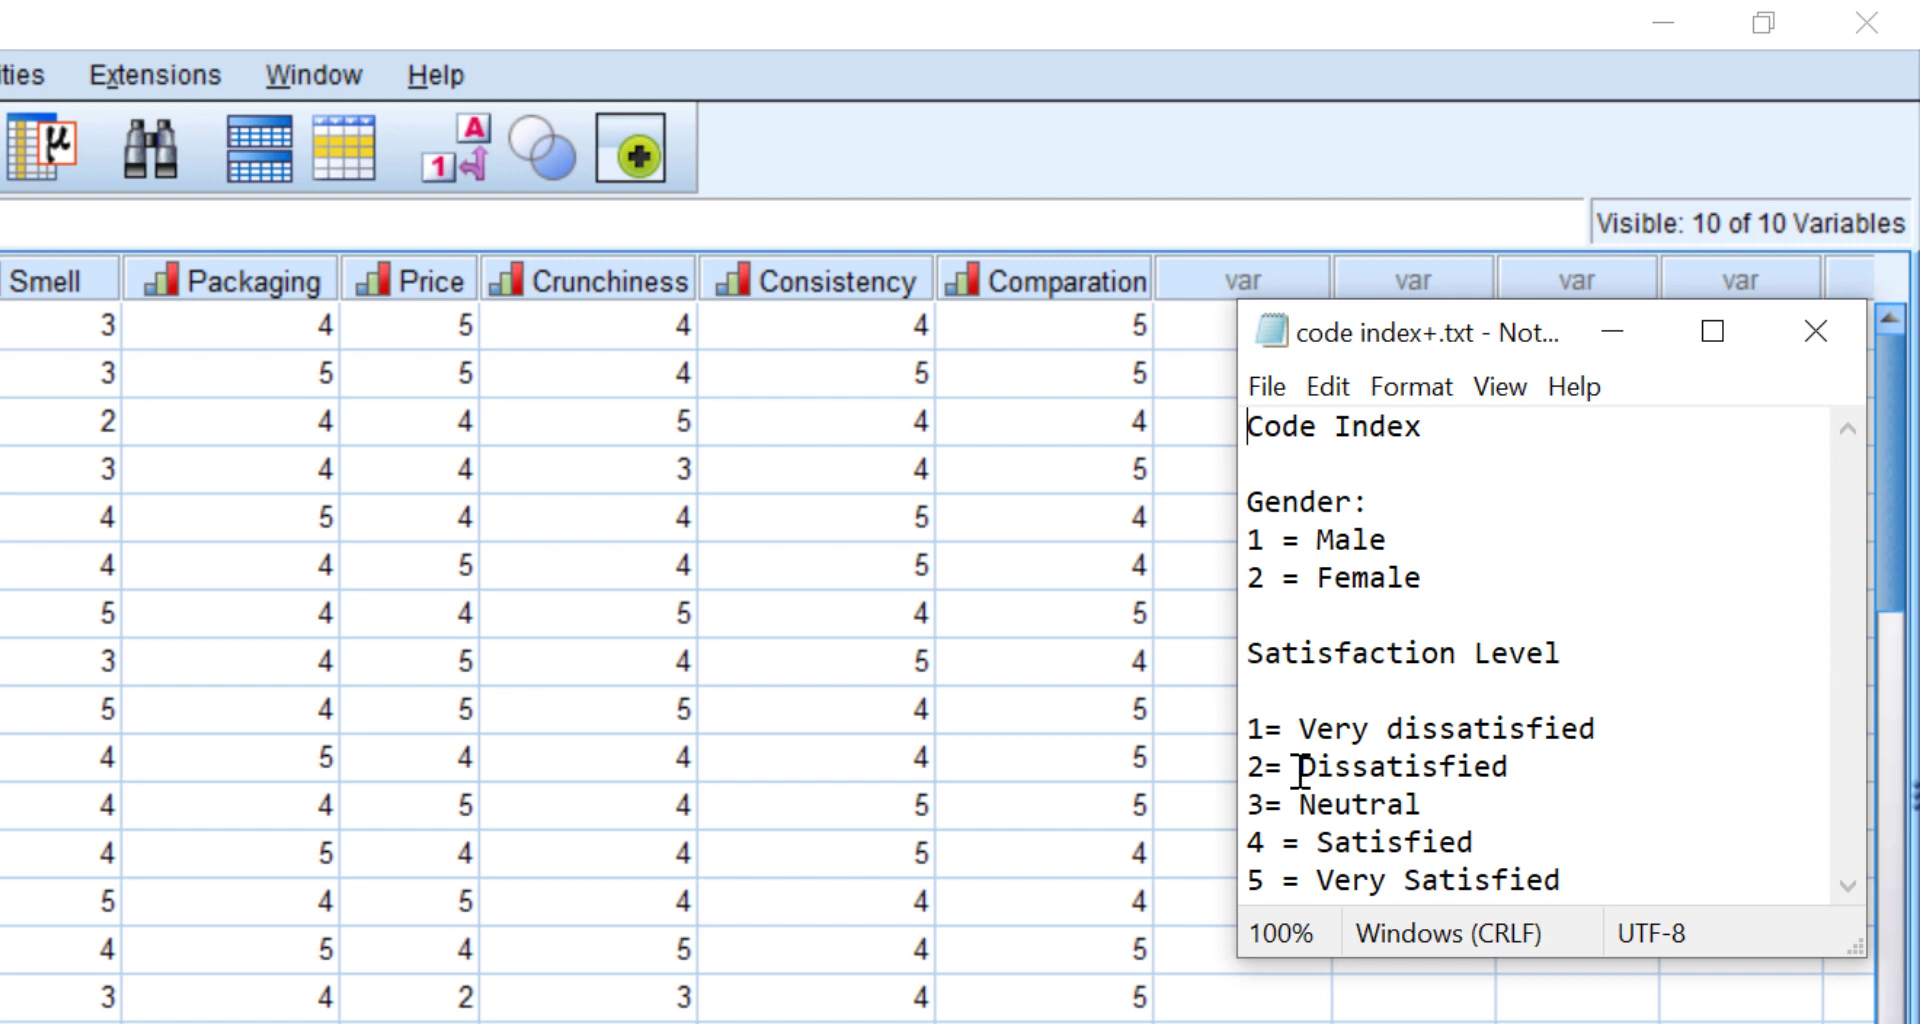 ties Extensions Window Help
μ A 1
Visible: 10 of 10 Variables
Smell Packaging Price Crunchiness Consistency Comparation var var var var
3 4 5 4 4 5
3 5 5 4 5 5
2 4 4 5 4 4
3 4 4 3 4 5
4 5 4 4 5 4
4 4 5 4 5 4
5 4 4 5 4 5
3 4 5 4 5 4
5 4 5 5 4 5
4 5 4 4 4 5
4 4 5 4 5 5
4 5 4 4 5 4
5 4 5 4 4 4
4 5 4 5 4 5
3 4 2 3 4 5
code index+.txt - Not...
File Edit Format View Help
Code Index
Gender:
1 = Male
2 = Female
Satisfaction Level
1= Very dissatisfied
2= Dissatisfied
3= Neutral
4 = Satisfied
5 = Very Satisfied
100% Windows (CRLF) UTF-8